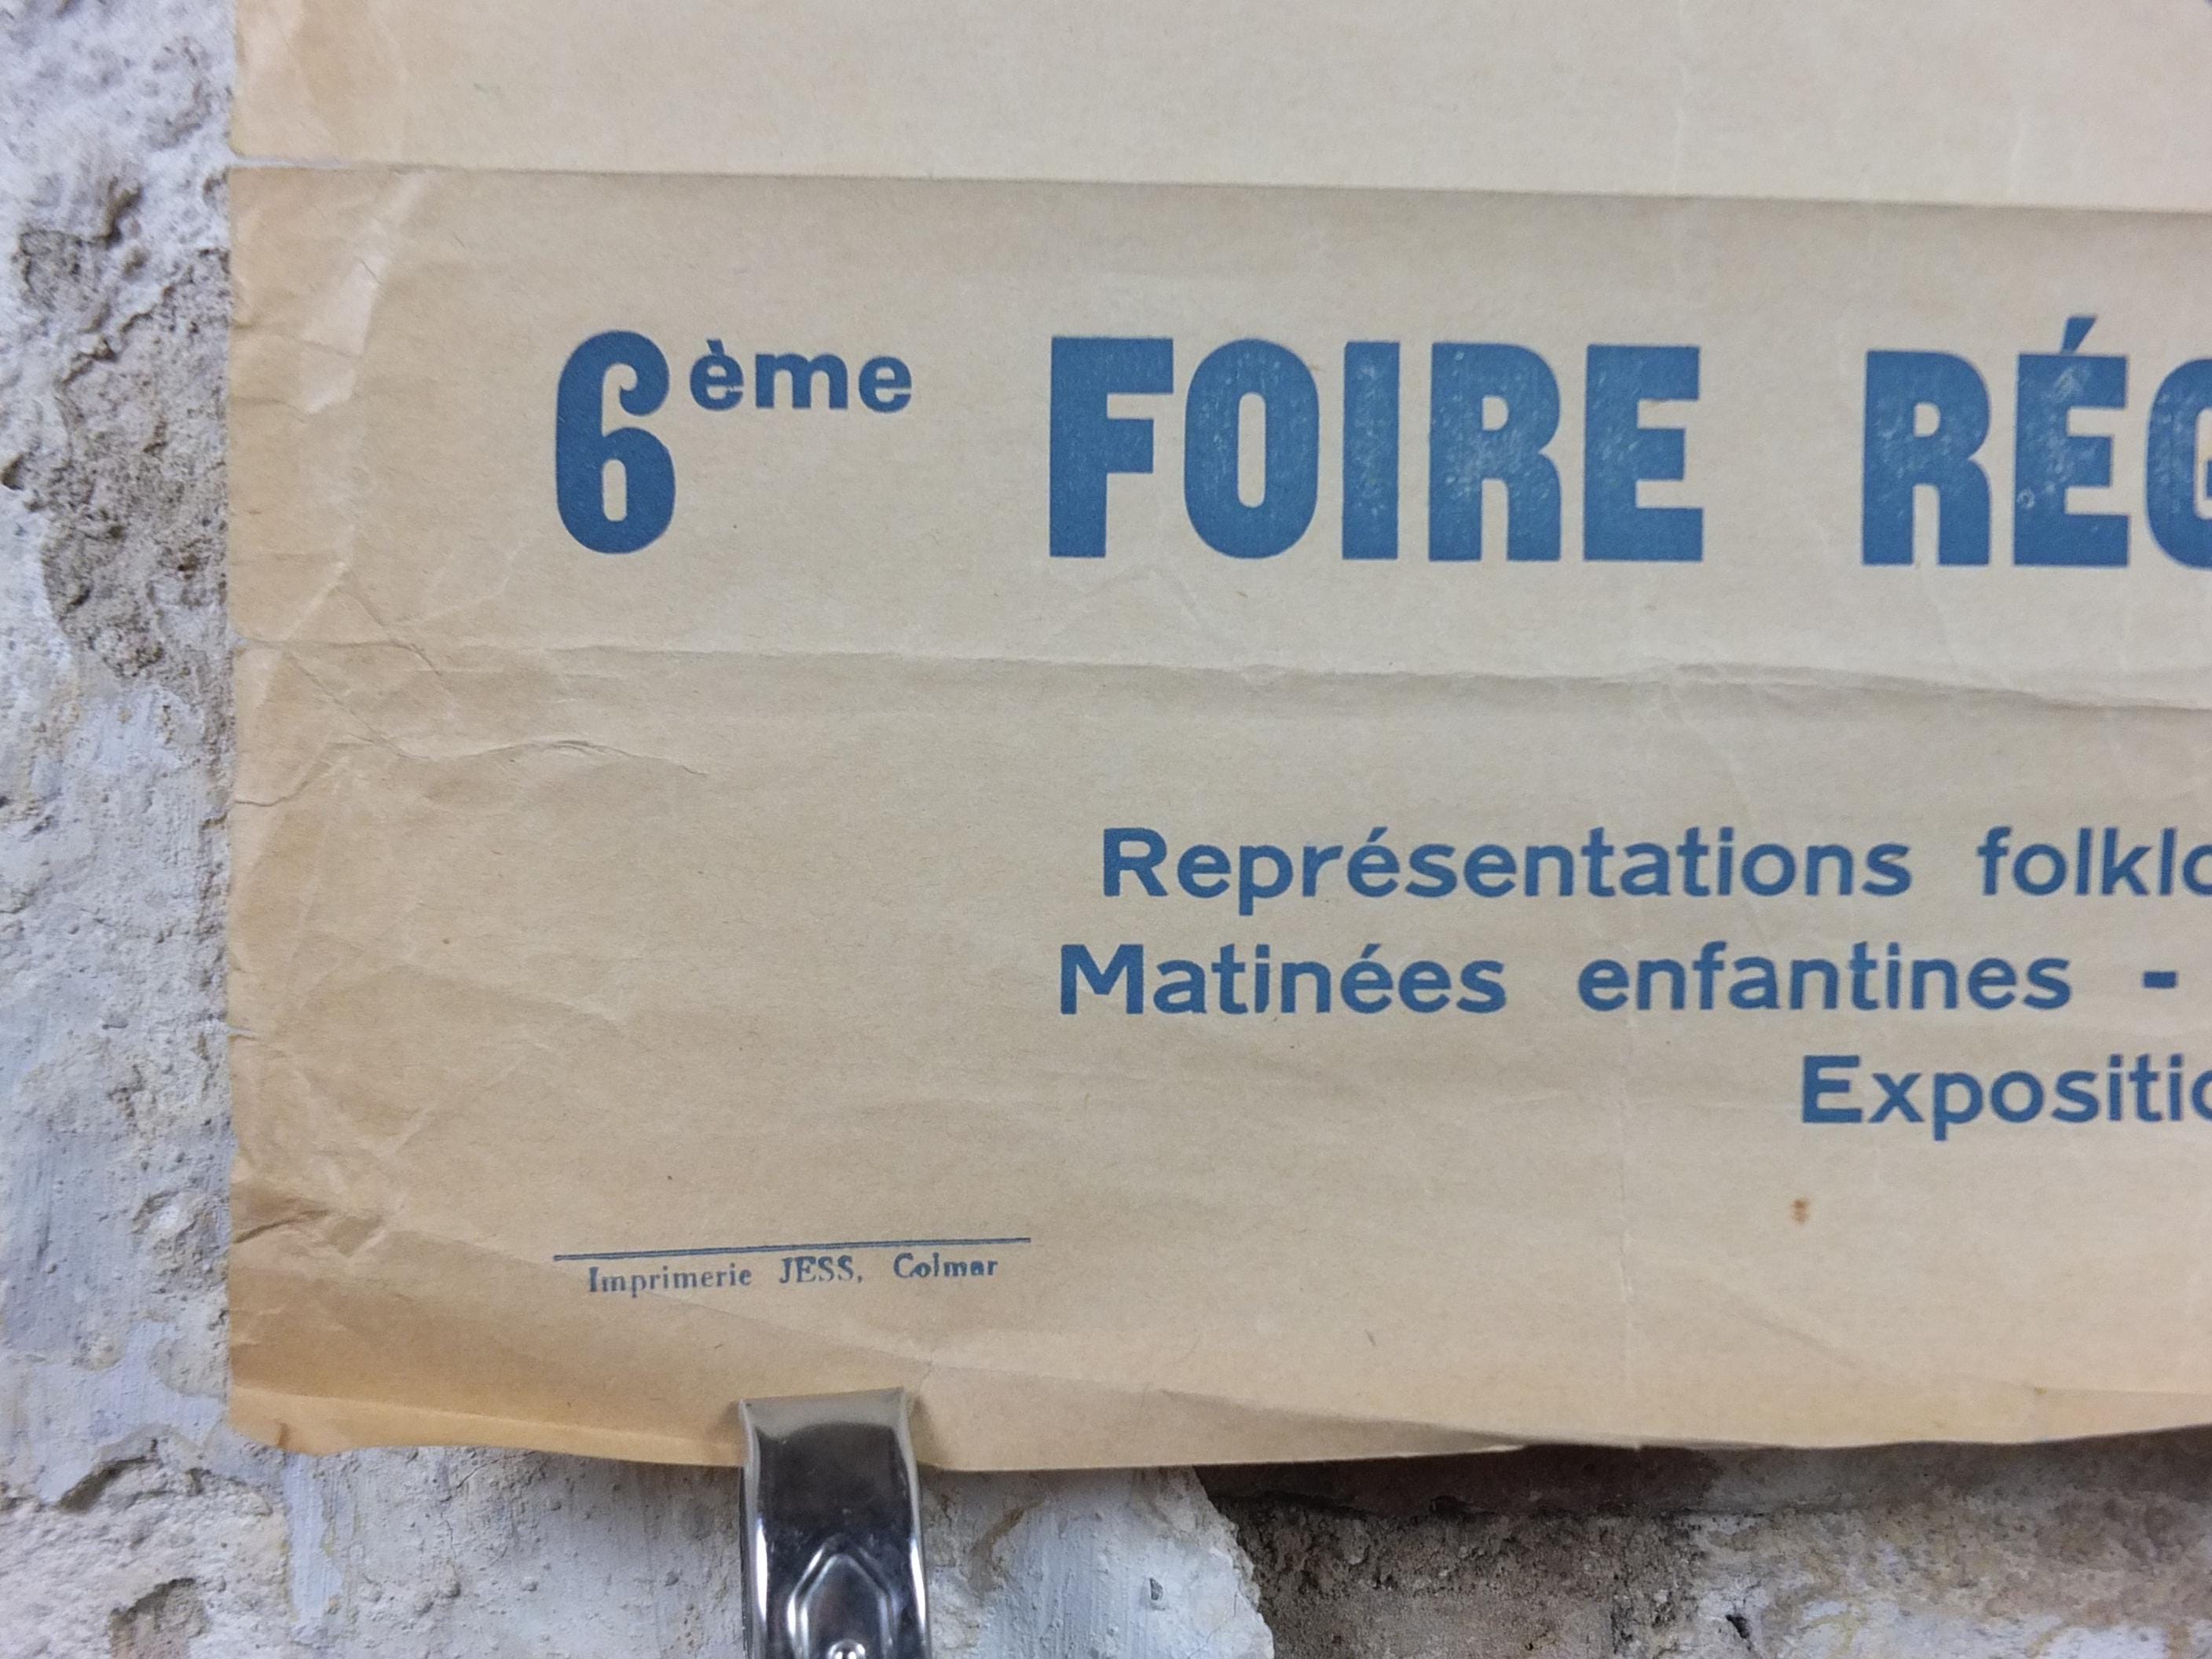 6ème FOIRE RÉG
Représentations folklo
Matinées enfantines -
Expositio
Imprimerie JESS, Colmar